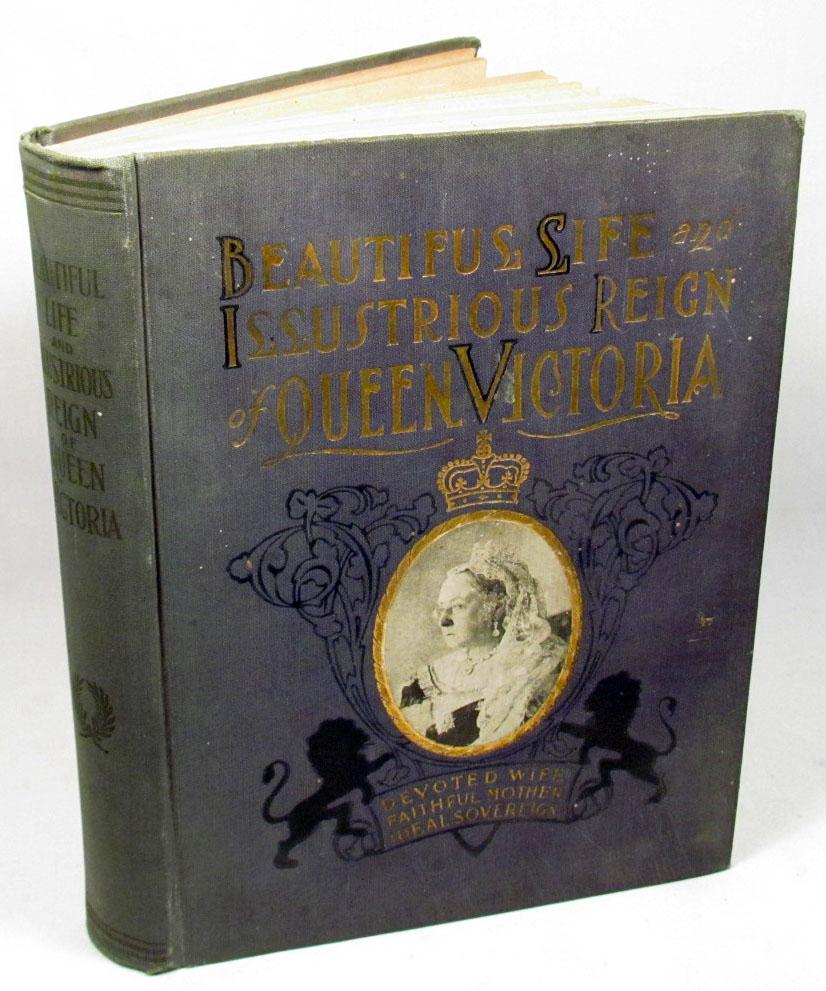 BEAUTIFUL LIFE and
ILLUSTRIOUS REIGN
of QUEEN VICTORIA
DEVOTED WIFE
FAITHFUL MOTHER
IDEAL SOVEREIGN
BEAUTIFUL
LIFE
AND
ILLUSTRIOUS
REIGN
OF
QUEEN
VICTORIA